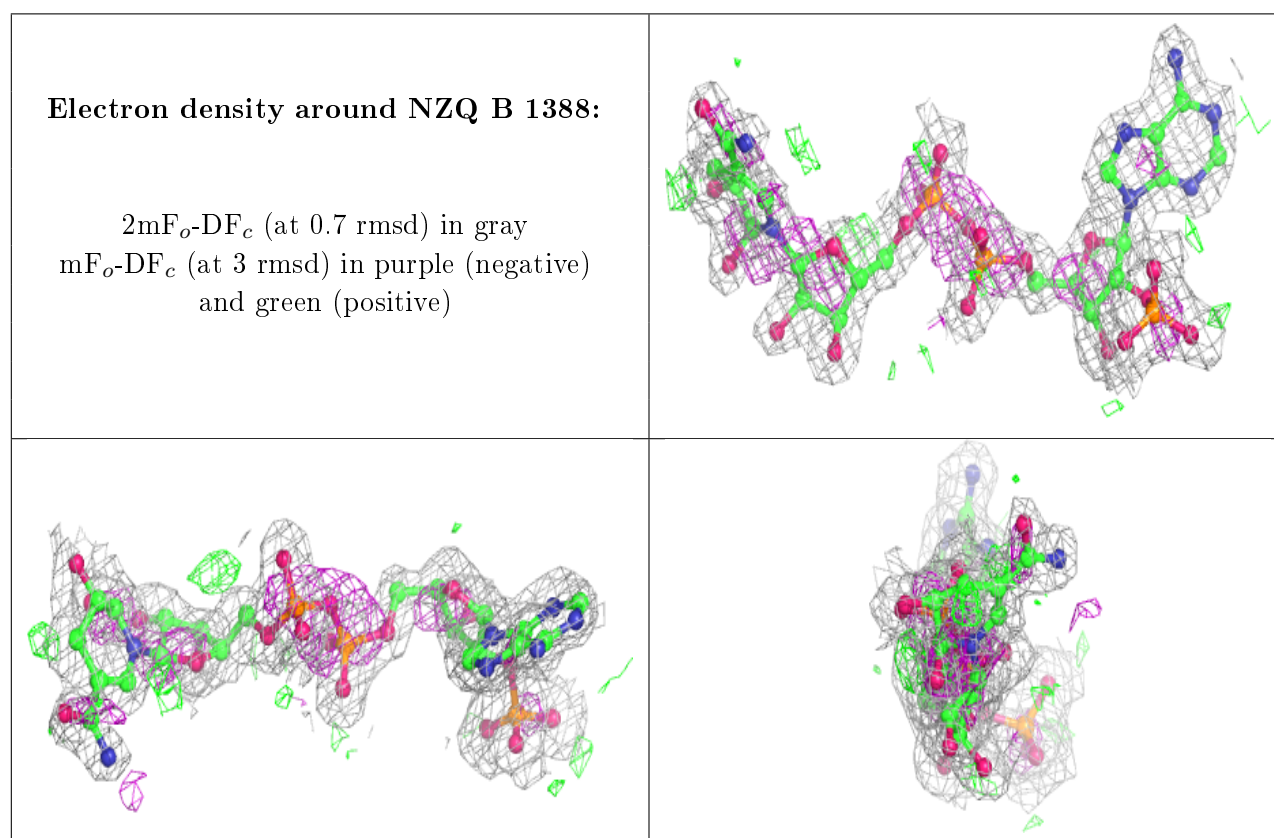 Electron density around NZQ B 1388:
2mFₒ-DF𝒸 (at 0.7 rmsd) in gray
mFₒ-DF𝒸 (at 3 rmsd) in purple (negative)
and green (positive)